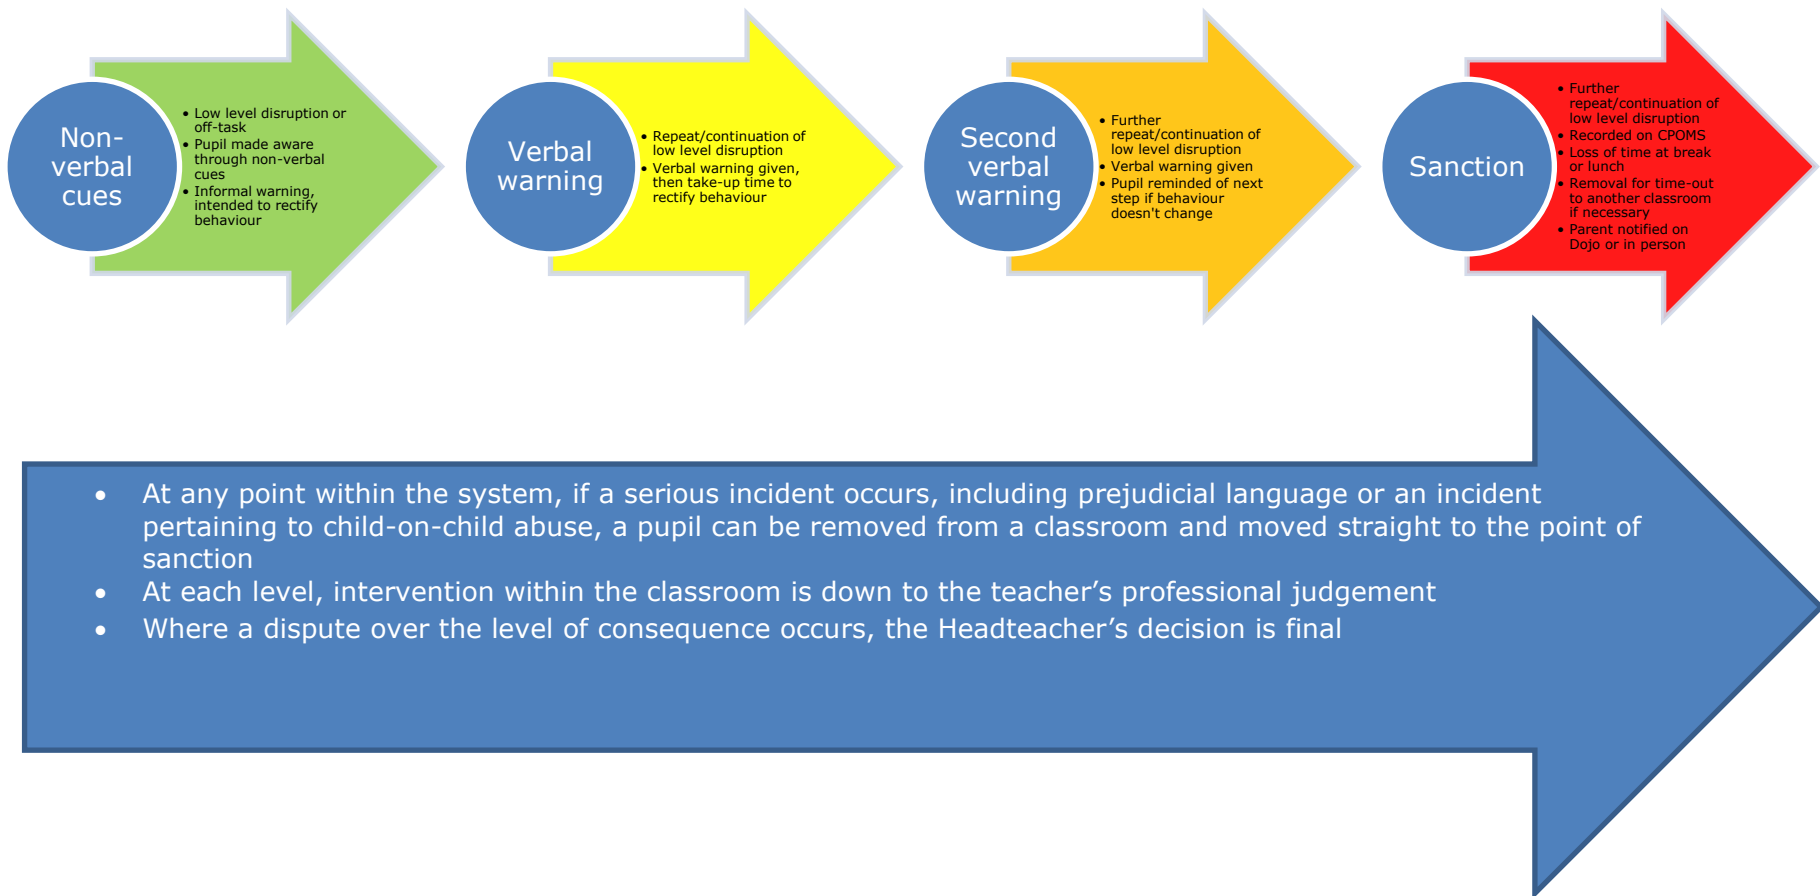 Non-
verbal
cues
• Low level disruption or
off-task
• Pupil made aware
through non-verbal
cues
• Informal warning,
intended to rectify
behaviour
Verbal
warning
• Repeat/continuation of
low level disruption
• Verbal warning given,
then take-up time to
rectify behaviour
Second
verbal
warning
• Further
repeat/continuation of
low level disruption
• Verbal warning given
• Pupil reminded of next
step if behaviour
doesn't change
Sanction
• Further
repeat/continuation of
low level disruption
• Recorded on CPOMS
• Loss of time at break
or lunch
• Removal for time-out
to another classroom
if necessary
• Parent notified on
Dojo or in person
• At any point within the system, if a serious incident occurs, including prejudicial language or an incident
pertaining to child-on-child abuse, a pupil can be removed from a classroom and moved straight to the point of
sanction
• At each level, intervention within the classroom is down to the teacher’s professional judgement
• Where a dispute over the level of consequence occurs, the Headteacher’s decision is final